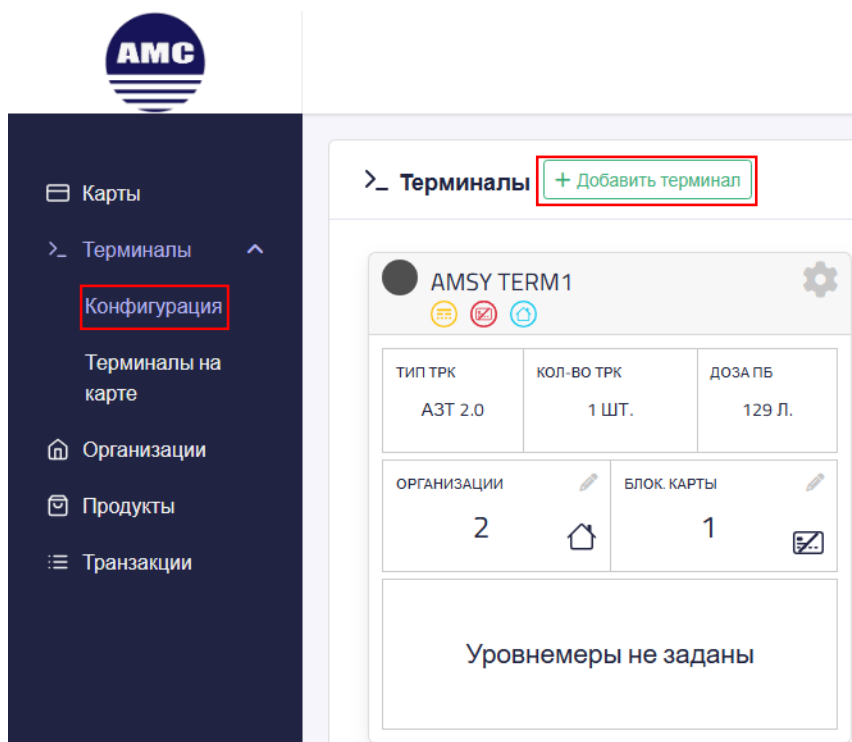 АМС
Карты
>_ Терминалы
Конфигурация
Терминалы на
карте
Организации
Продукты
Транзакции
>_ Терминалы + Добавить терминал
AMSY TERM1
ТИП ТРК КОЛ-ВО ТРК ДОЗА ПБ
АЗТ 2.0 1 ШТ. 129 Л.
ОРГАНИЗАЦИИ БЛОК. КАРТЫ
2 1
Уровнемеры не заданы